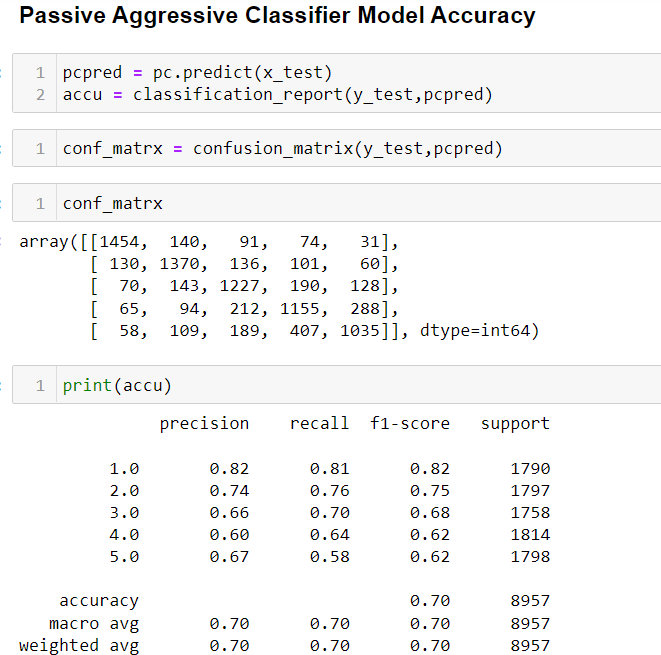 Passive Aggressive Classifier Model Accuracy
1 pcpred = pc.predict(x_test)
2 accu = classification_report(y_test,pcpred)
1 conf_matrx = confusion_matrix(y_test,pcpred)
1 conf_matrx
array([[1454, 140, 91, 74, 31],
[ 130, 1370, 136, 101, 60],
[ 70, 143, 1227, 190, 128],
[ 65, 94, 212, 1155, 288],
[ 58, 109, 189, 407, 1035]], dtype=int64)
1 print(accu)
precision recall f1-score support
1.0 0.82 0.81 0.82 1790
2.0 0.74 0.76 0.75 1797
3.0 0.66 0.70 0.68 1758
4.0 0.60 0.64 0.62 1814
5.0 0.67 0.58 0.62 1798
accuracy 0.70 8957
macro avg 0.70 0.70 0.70 8957
weighted avg 0.70 0.70 0.70 8957